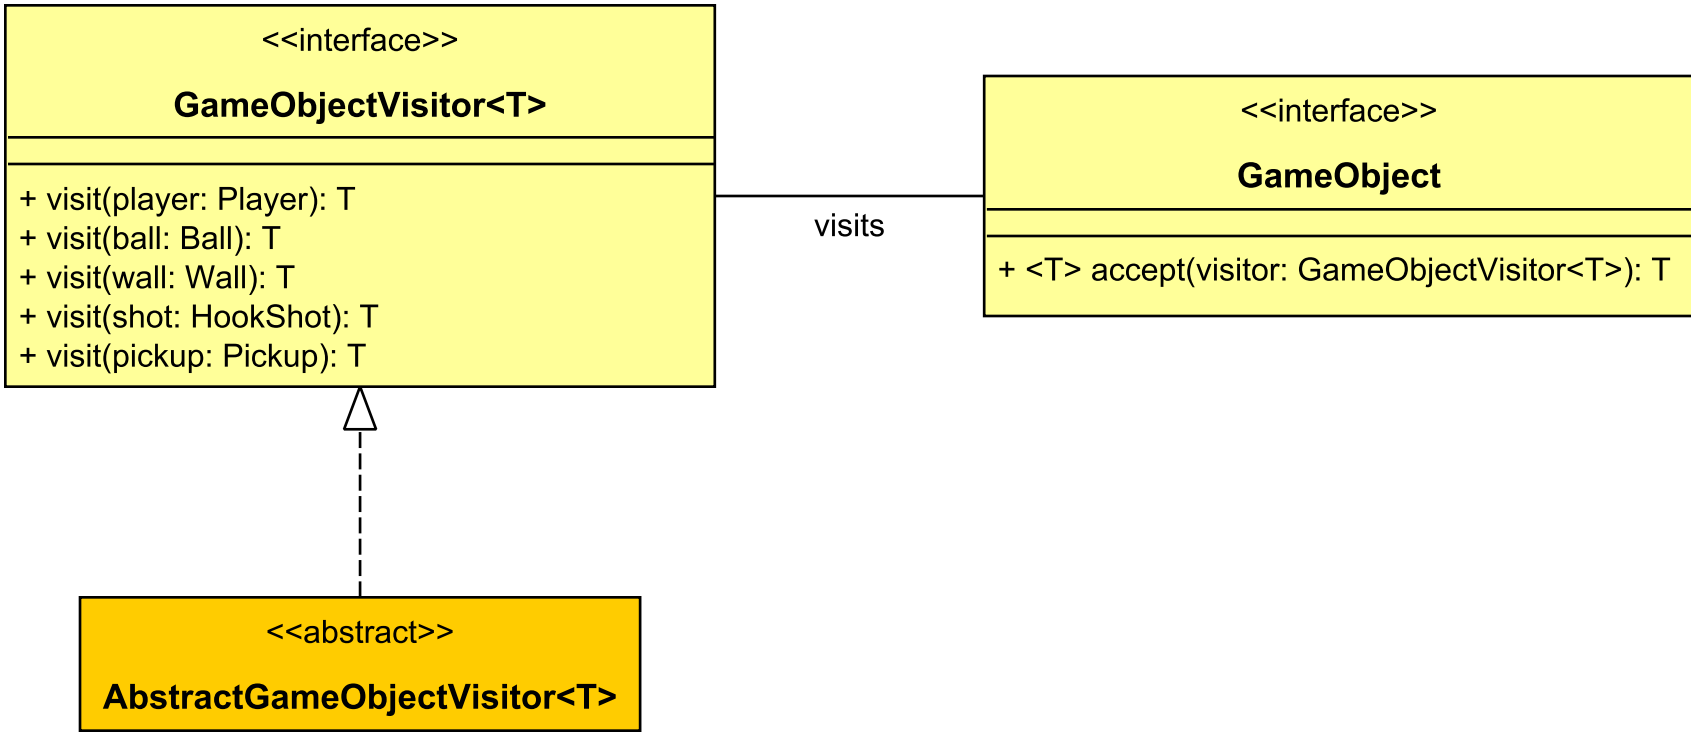 <<interface>>
GameObjectVisitor<T>
+ visit(player: Player): T
+ visit(ball: Ball): T
+ visit(wall: Wall): T
+ visit(shot: HookShot): T
+ visit(pickup: Pickup): T
visits
<<interface>>
GameObject
+ <T> accept(visitor: GameObjectVisitor<T>): T
<<abstract>>
AbstractGameObjectVisitor<T>